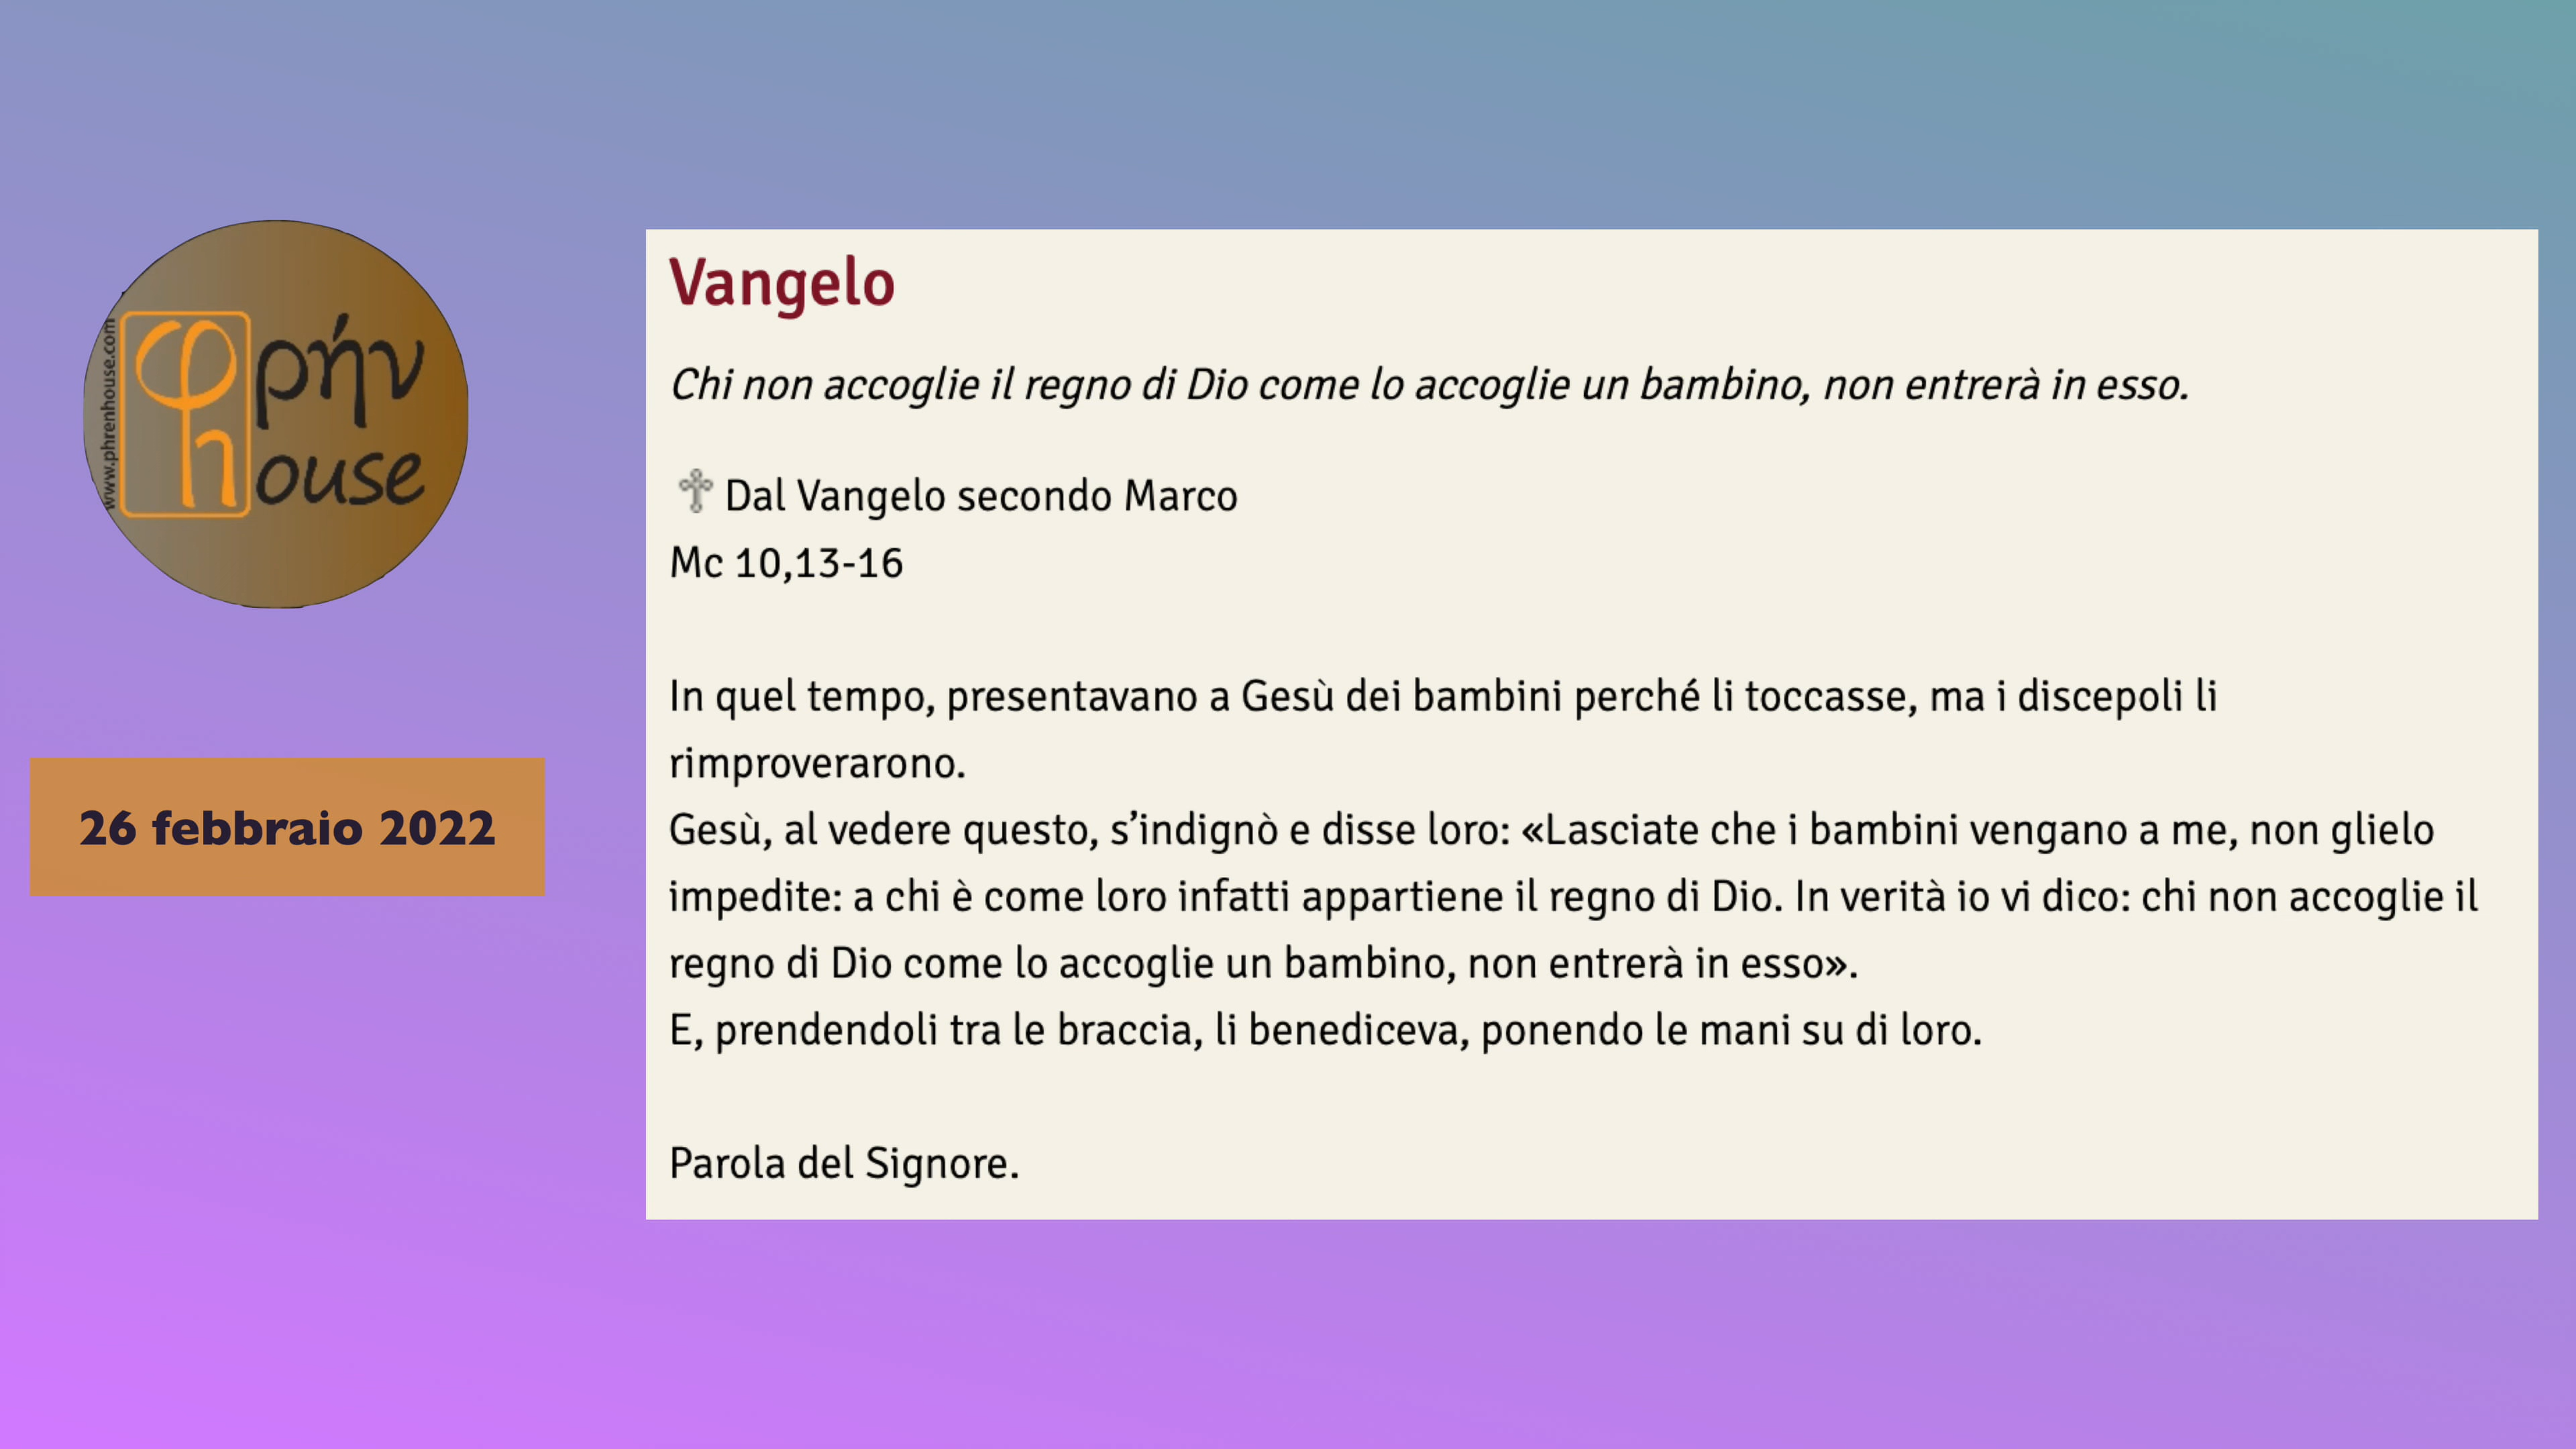 www.phrenhouse.com
φρήν
house
26 febbraio 2022
Vangelo
Chi non accoglie il regno di Dio come lo accoglie un bambino, non entrerà in esso.
Dal Vangelo secondo Marco
Mc 10,13-16
In quel tempo, presentavano a Gesù dei bambini perché li toccasse, ma i discepoli li
rimproverarono.
Gesù, al vedere questo, s’indignò e disse loro: «Lasciate che i bambini vengano a me, non glielo
impedite: a chi è come loro infatti appartiene il regno di Dio. In verità io vi dico: chi non accoglie il
regno di Dio come lo accoglie un bambino, non entrerà in esso».
E, prendendoli tra le braccia, li benediceva, ponendo le mani su di loro.
Parola del Signore.